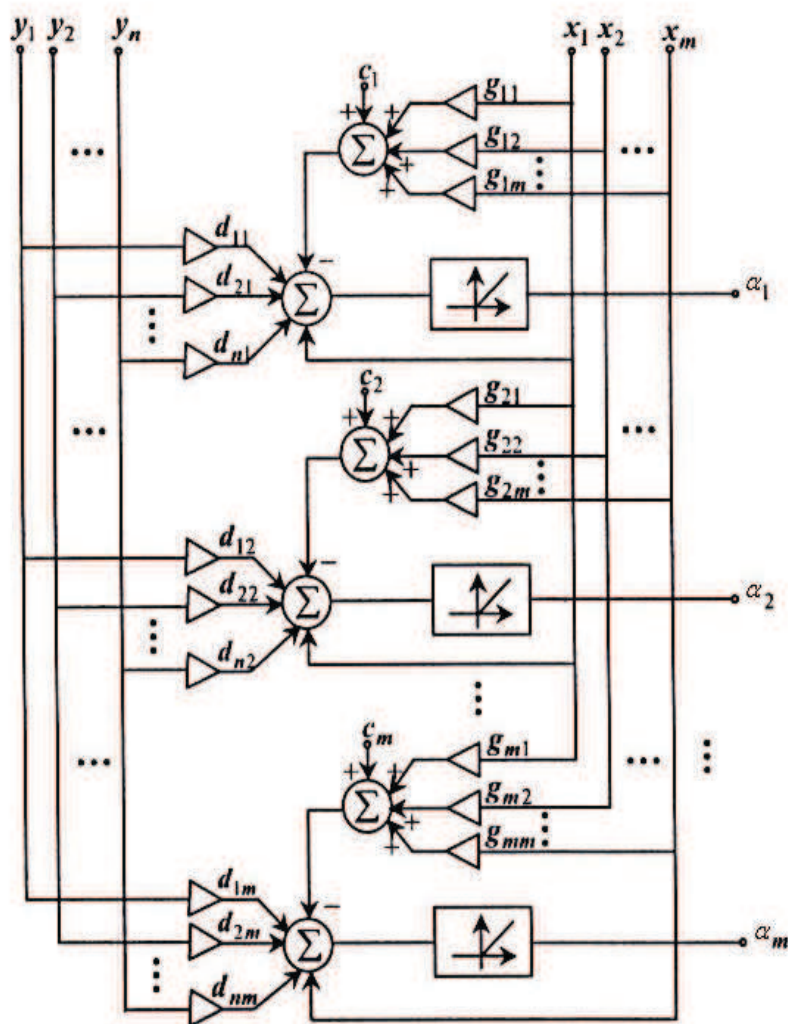 y1 y2 ... yn x1 x2 xm
c1
+ + g11
Σ g12
... + ...
+ g1m
d11
−
d21 Σ α1
dn1
c2
+ + g21
... Σ g22 ...
+
+ g2m
d12
−
d22 Σ α2
dn2
cm
+ + gm1
... Σ gm2 ...
+
+ gmm
d1m
−
d2m Σ αm
dnm